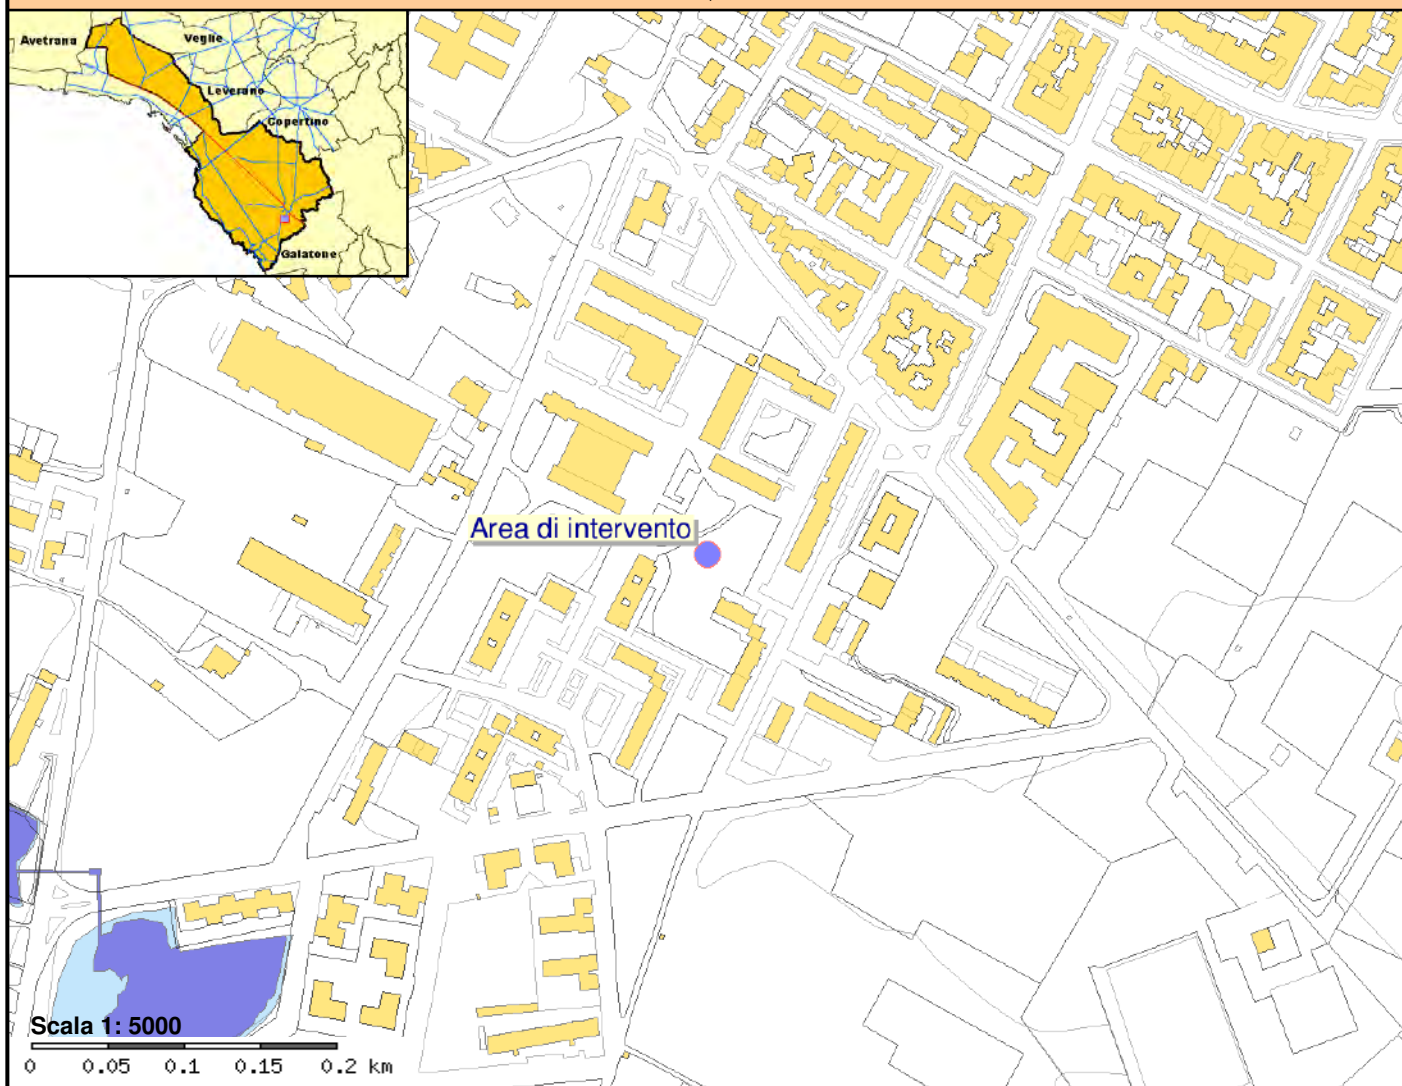 Avetrana
Veglie
Leverano
Copertino
Galatone
Area di intervento
Scala 1: 5000
0 0.05 0.1 0.15 0.2 km